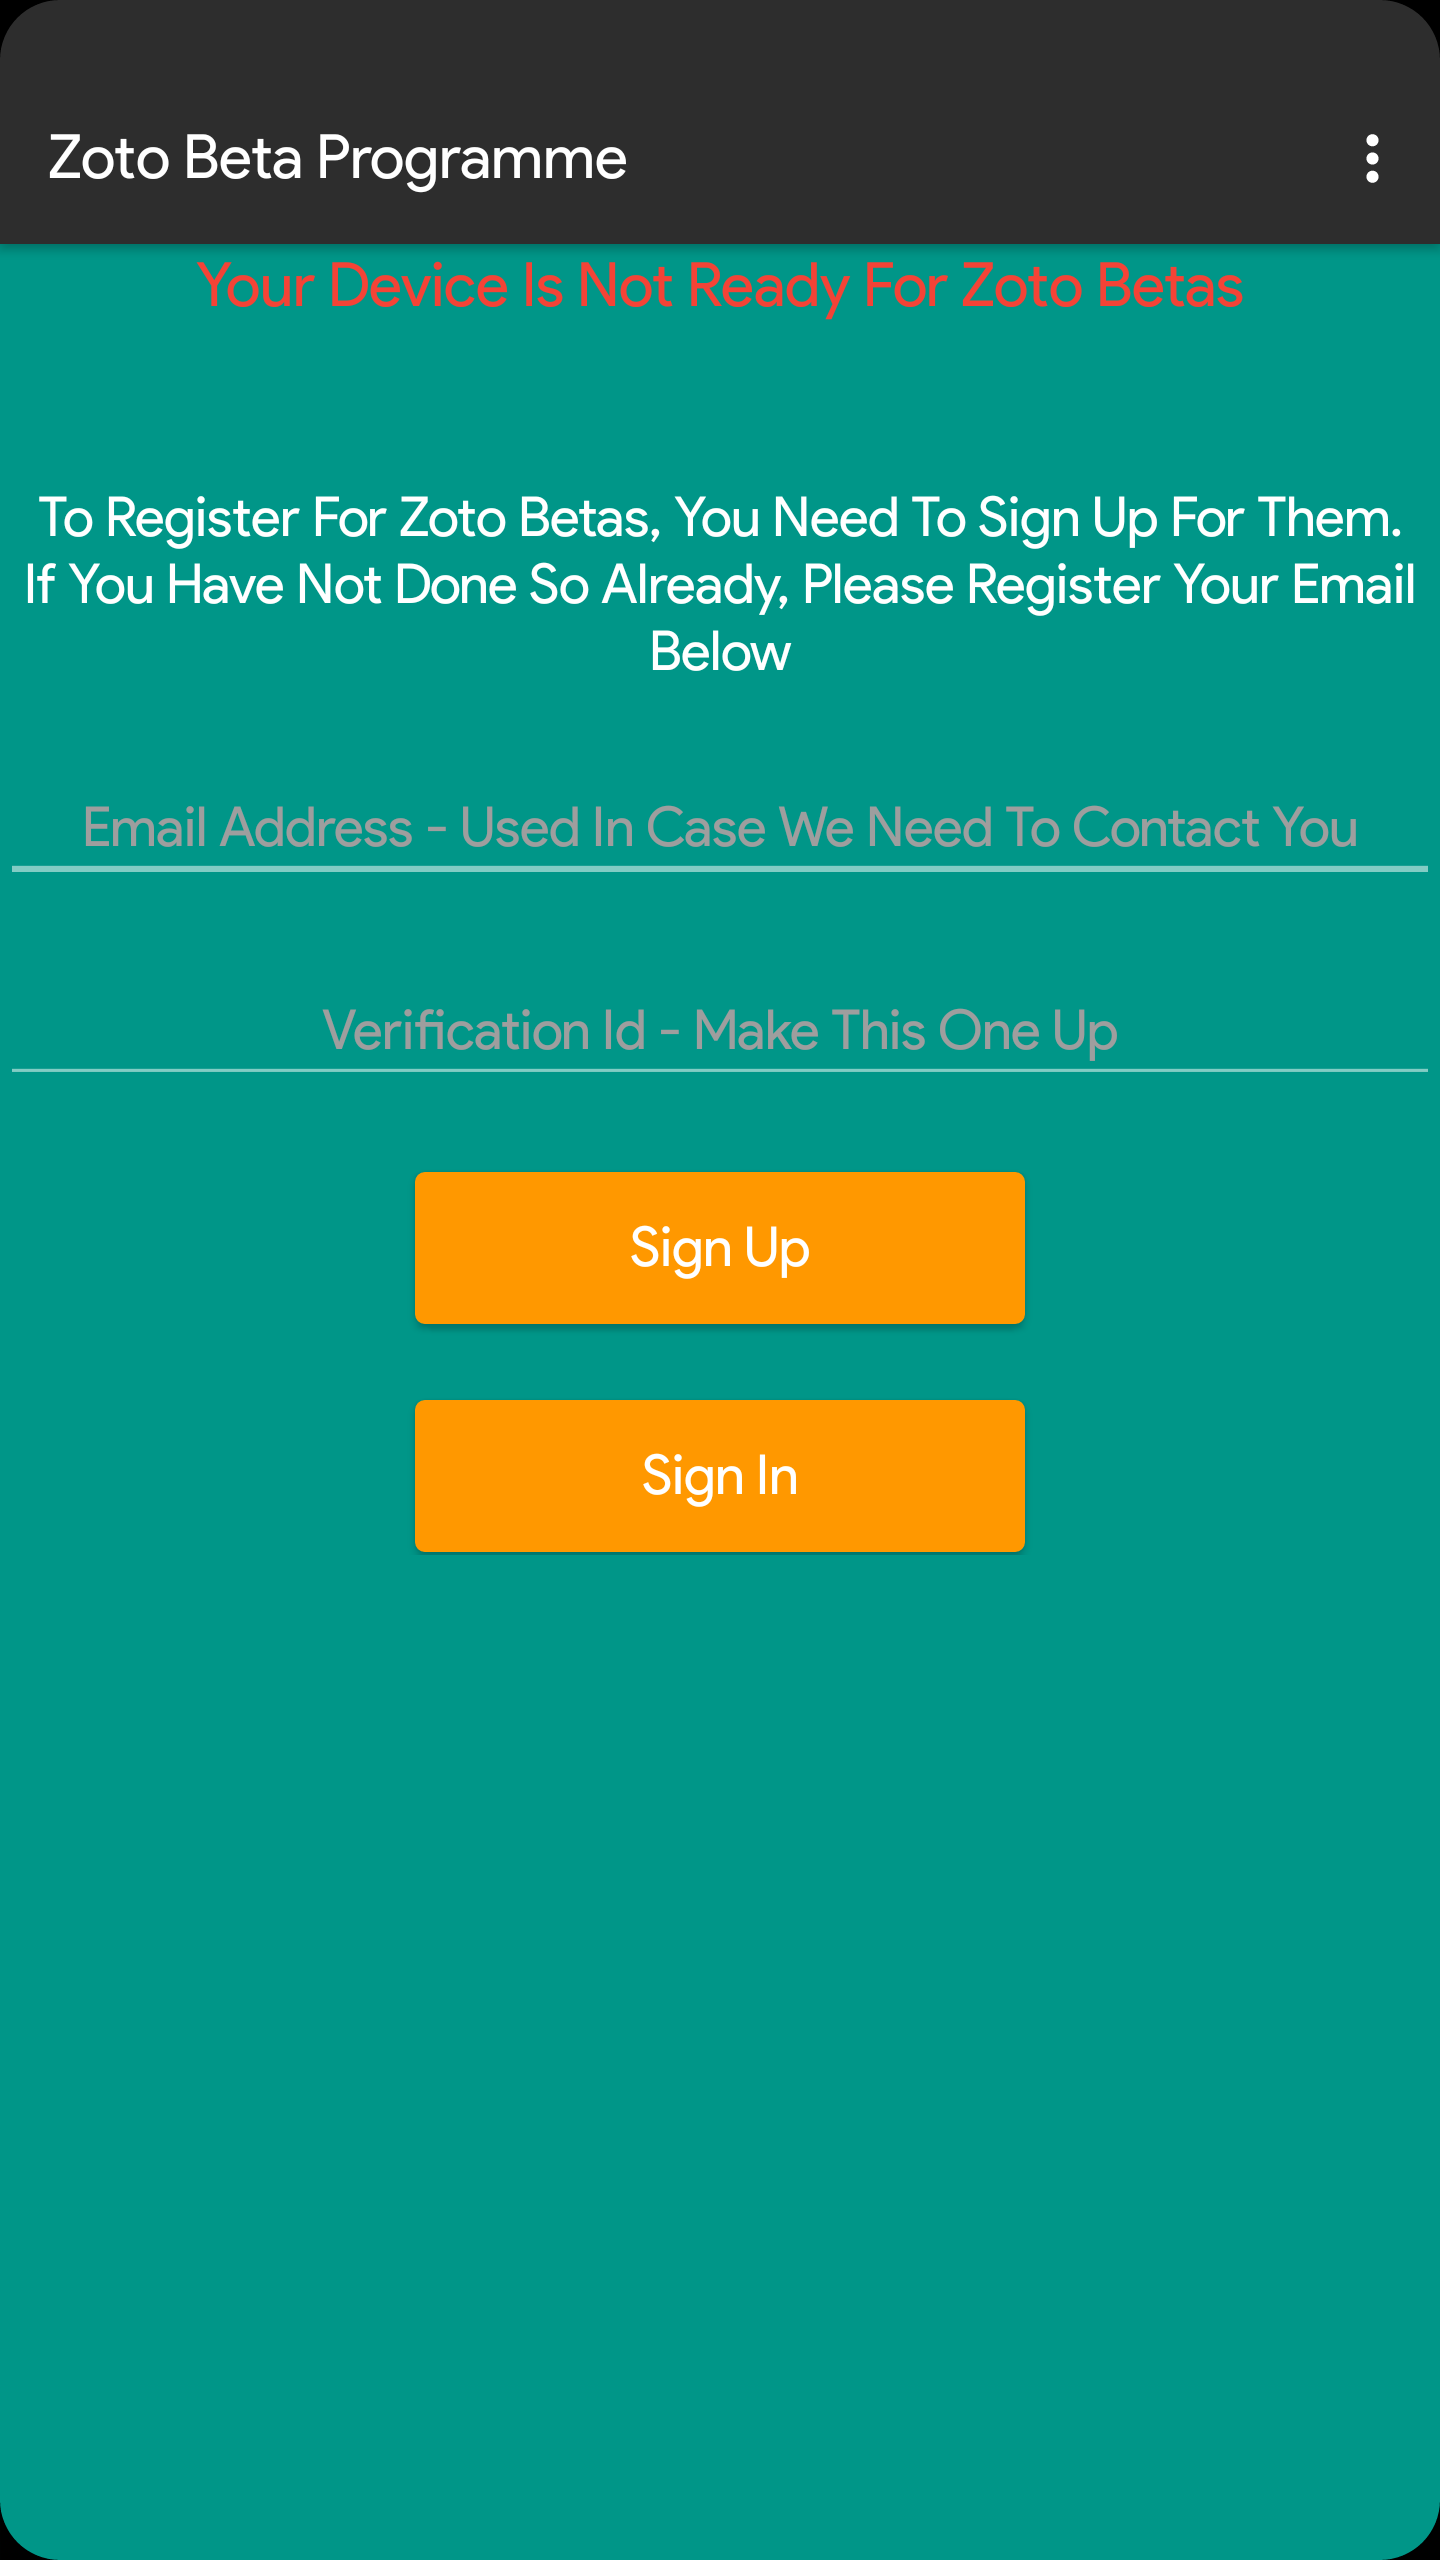 Zoto Beta Programme
Your Device Is Not Ready For Zoto Betas
To Register For Zoto Betas, You Need To Sign Up For Them.
If You Have Not Done So Already, Please Register Your Email
Below
Email Address - Used In Case We Need To Contact You
Verification Id - Make This One Up
Sign Up
Sign In